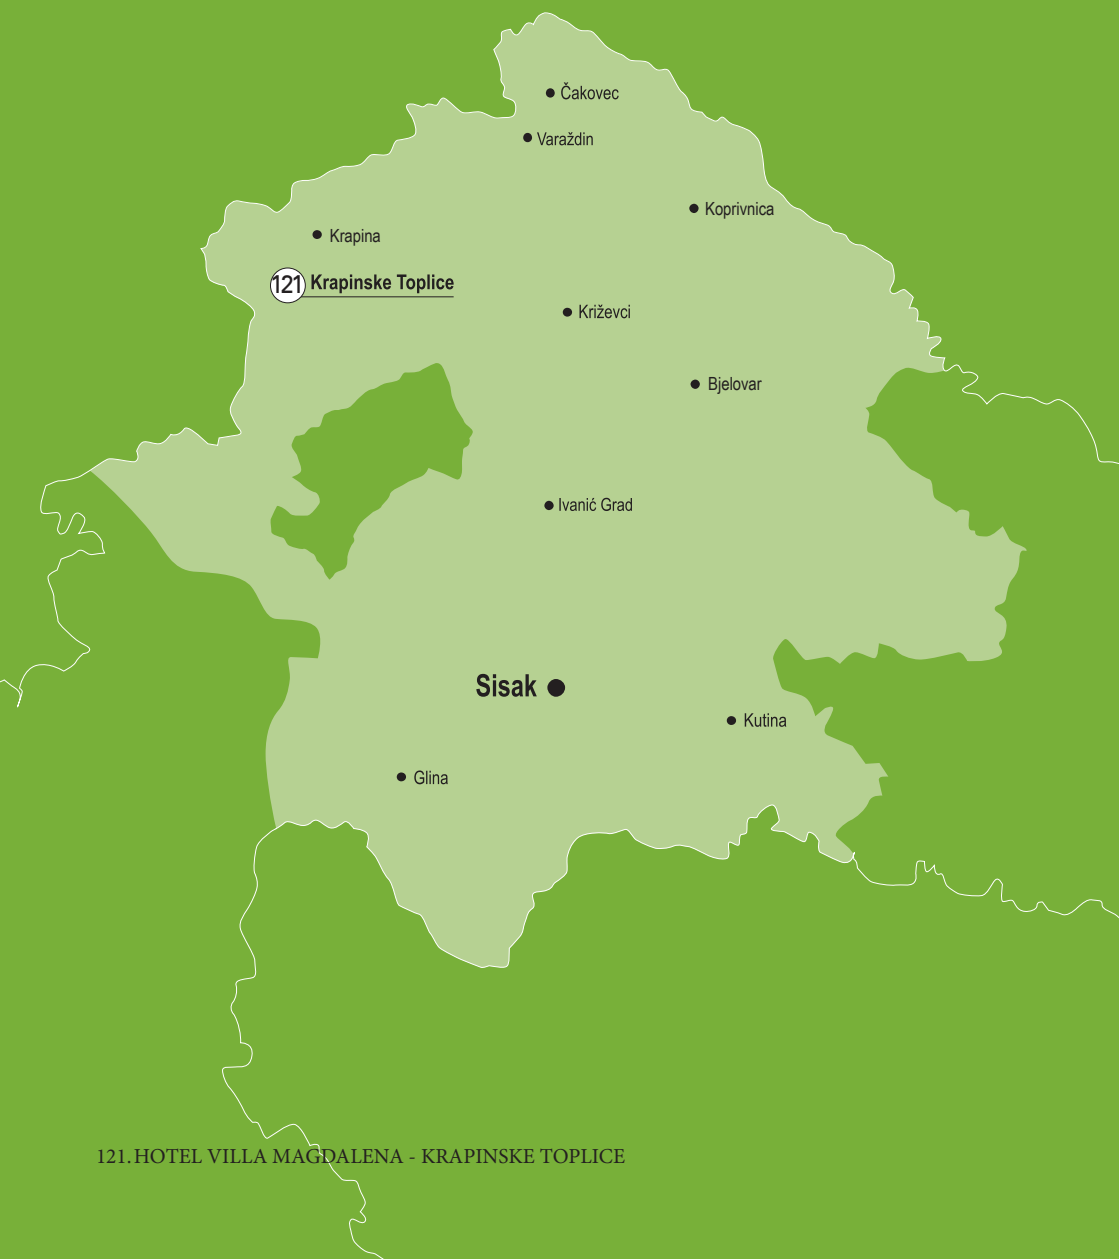 Čakovec
Varaždin
Koprivnica
Krapina
121 Krapinske Toplice
Križevci
Bjelovar
Ivanić Grad
Sisak
Kutina
Glina
121. HOTEL VILLA MAGDALENA - KRAPINSKE TOPLICE